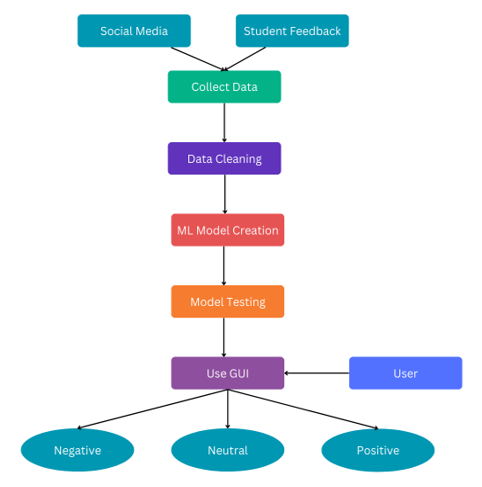 Social Media
Student Feedback
Collect Data
Data Cleaning
ML Model Creation
Model Testing
Use GUI
User
Negative
Neutral
Positive